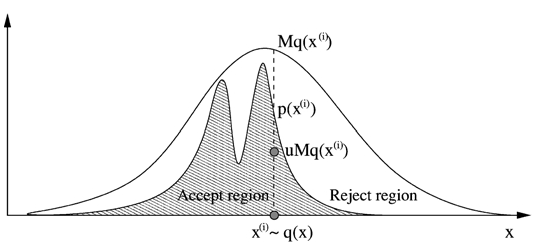 Mq(x⁽ⁱ⁾)
p(x⁽ⁱ⁾)
uMq(x⁽ⁱ⁾)
Accept region
Reject region
x⁽ⁱ⁾~ q(x)
x